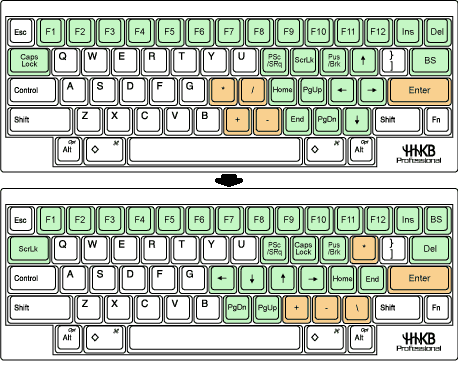 Esc F1 F2 F3 F4 F5 F6 F7 F8 F9 F10 F11 F12 Ins Del
Caps Lock Q W E R T Y U PSc /SRq ScrLk Pus /Brk ↑ } ] BS
Control A S D F G * / Home PgUp ← → Enter
Shift Z X C V B + - End PgDn ↓ Shift Fn
Opt Alt ◇ ⌘ ◇ ⌘ Alt Opt HHKB Professional
Esc F1 F2 F3 F4 F5 F6 F7 F8 F9 F10 F11 F12 Ins BS
ScrLk Q W E R T Y U PSc /SRq Caps Lock Pus /Brk * } ] Del
Control A S D F G ← ↓ ↑ → Home End Enter
Shift Z X C V B PgDn PgUp + - \ Shift Fn
Opt Alt ◇ ⌘ ◇ ⌘ Alt Opt HHKB Professional